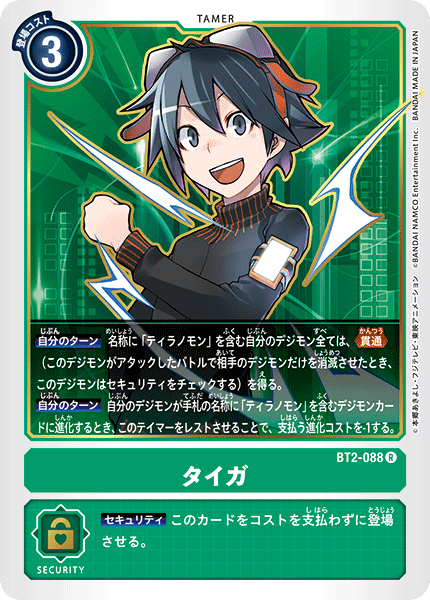 TAMER
登場コスト
3
自分のターン 名称に「ティラノモン」を含む自分のデジモン全ては、貫通
（このデジモンがアタックしたバトルで相手のデジモンだけを消滅させたとき、
このデジモンはセキュリティをチェックする）を得る。
自分のターン 自分のデジモンが手札の名称に「ティラノモン」を含むデジモンカー
ドに進化するとき、このテイマーをレストさせることで、支払う進化コストを-1する。
BT2-088 R
タイガ
セキュリティ このカードをコストを支払わずに登場
させる。
SECURITY
©本郷あきよし・フジテレビ・東映アニメーション ©BANDAI NAMCO Entertainment Inc. BANDAI MADE IN JAPAN